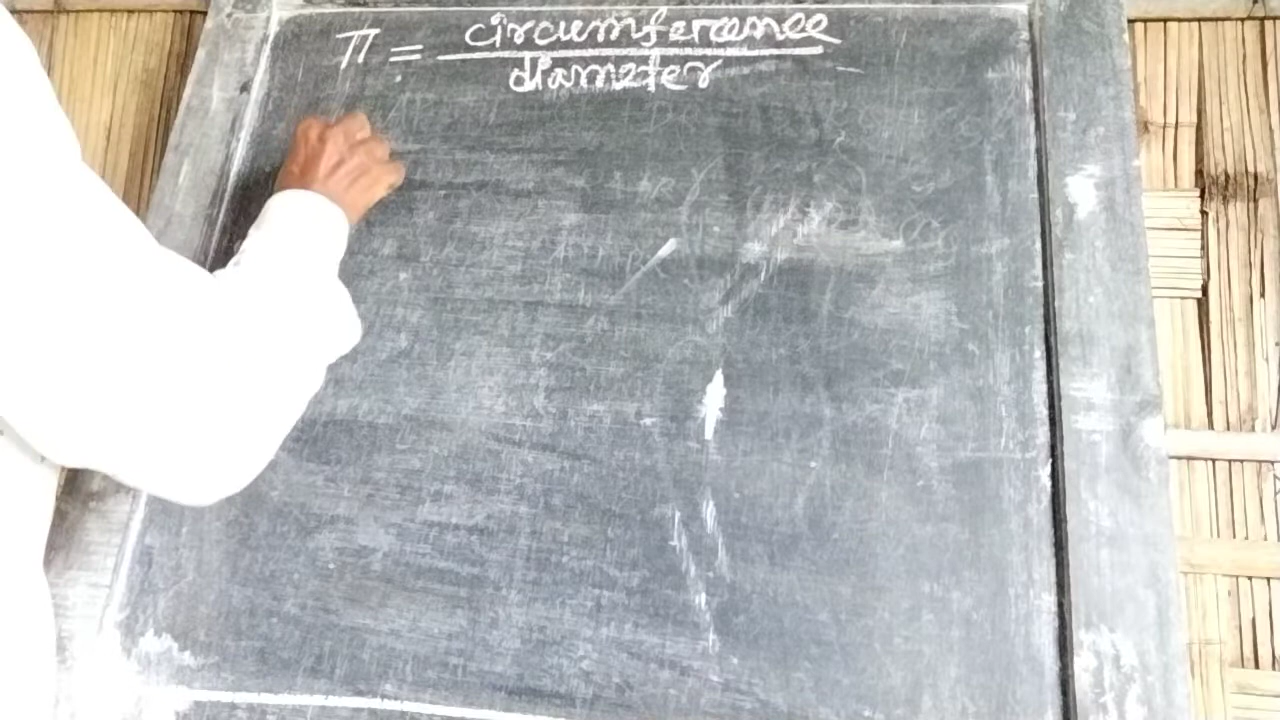 π = circumference
diameter